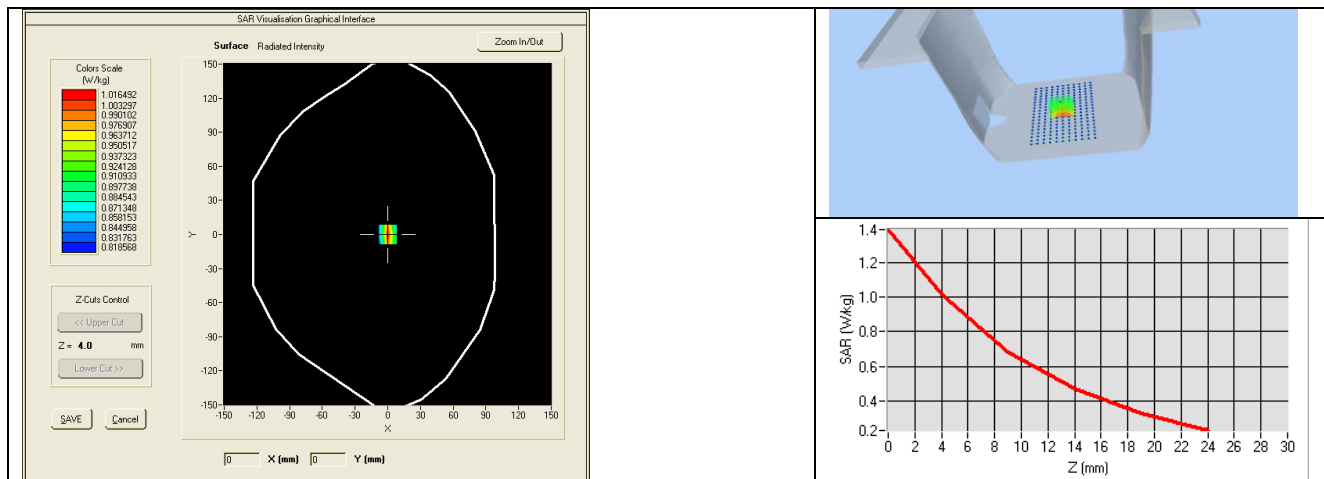 SAR Visualisation Graphical Interface
Surface Radiated Intensity
Zoom In/Out
Colors Scale
(W/kg)
1.016492
1.003297
0.990102
0.976907
0.963712
0.950517
0.937323
0.924128
0.910933
0.897738
0.884543
0.871348
0.858153
0.844958
0.831763
0.818568
Z-Cuts Control
<< Upper Cut
Z = 4.0 mm
Lower Cut >>
SAVE Cancel
150
120
90
60
30
0
-30
-60
-90
-120
-150
Y
-150 -120 -90 -60 -30 0 30 60 90 120 150
X
0 X (mm) 0 Y (mm)
1.4
1.2
1.0
0.8
0.6
0.4
0.2
SAR (W/kg)
0 2 4 6 8 10 12 14 16 18 20 22 24 26 28 30
Z (mm)